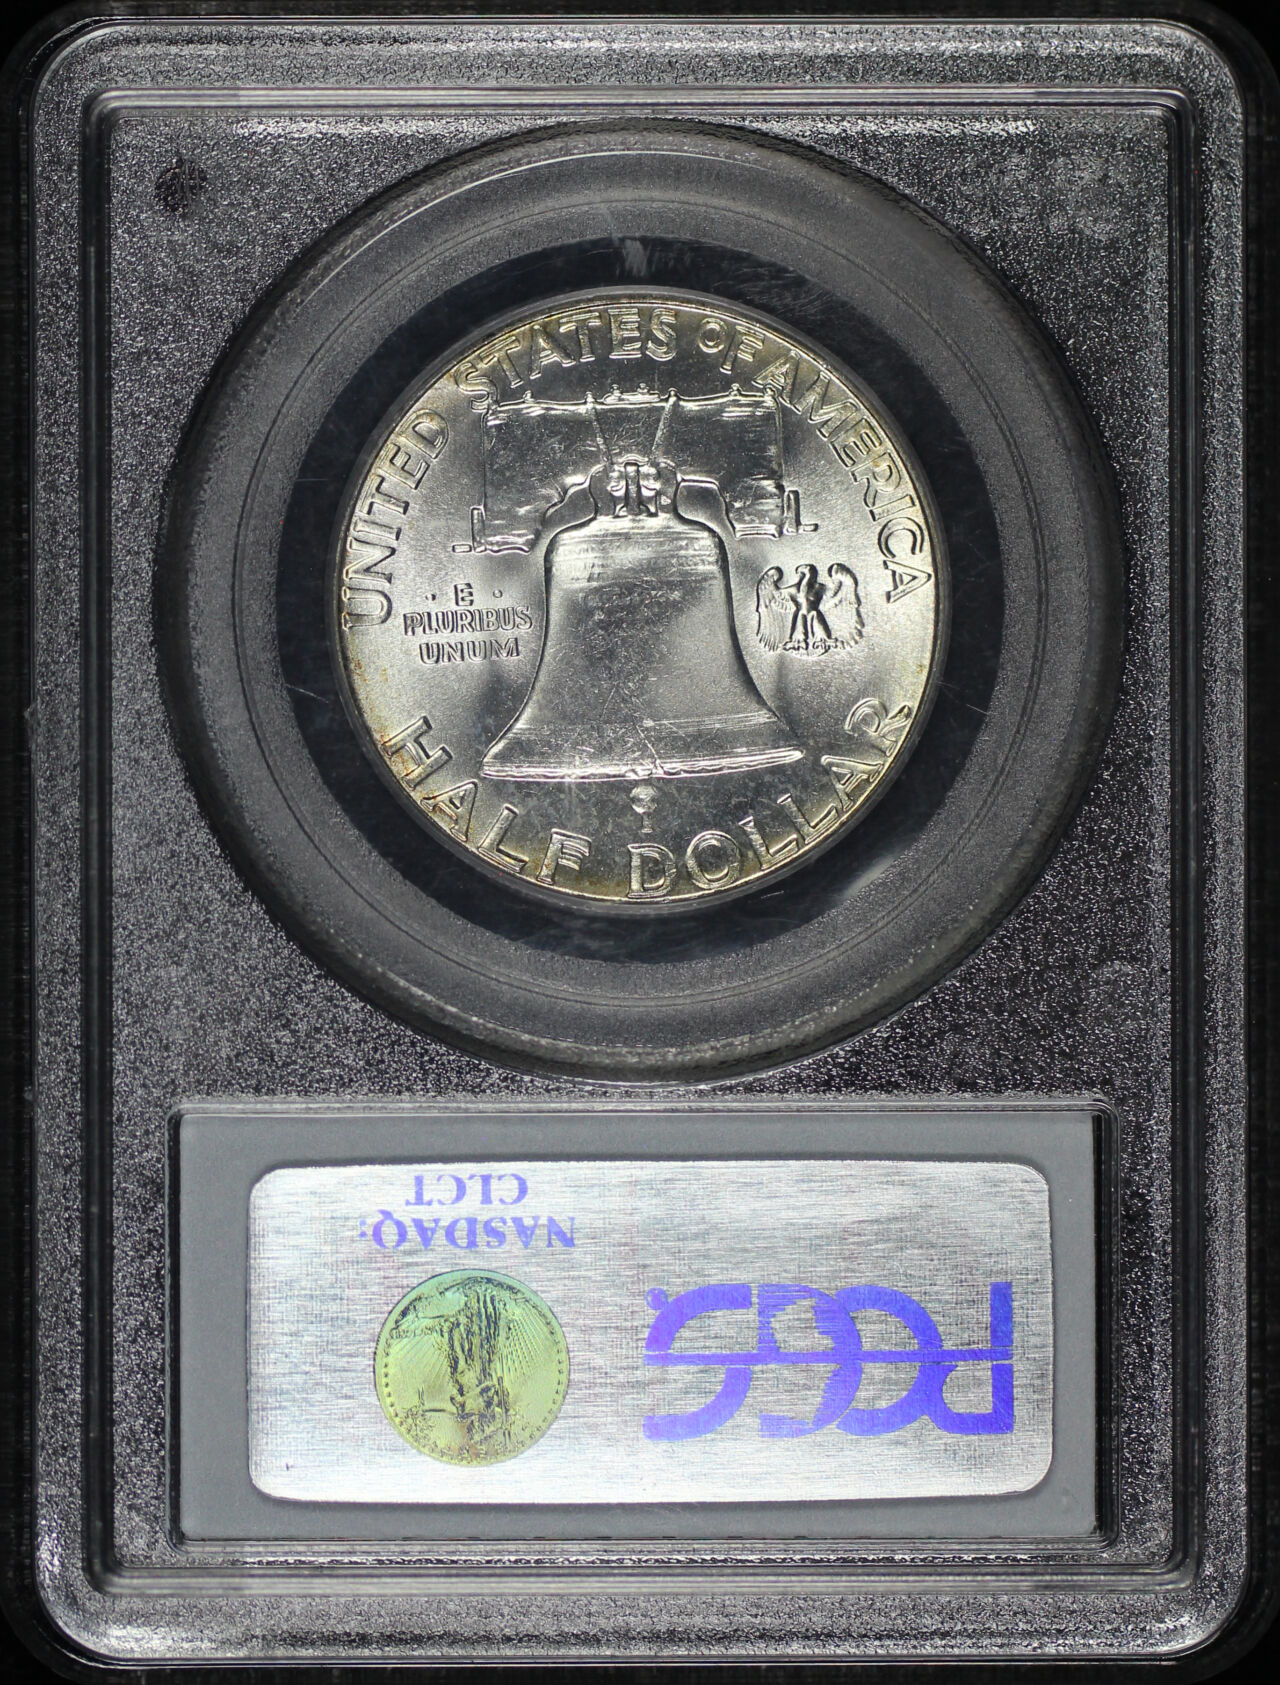 UNITED STATES OF AMERICA
· E ·
PLURIBUS
UNUM
HALF DOLLAR
NASDAQ:
CLCT
PCGS